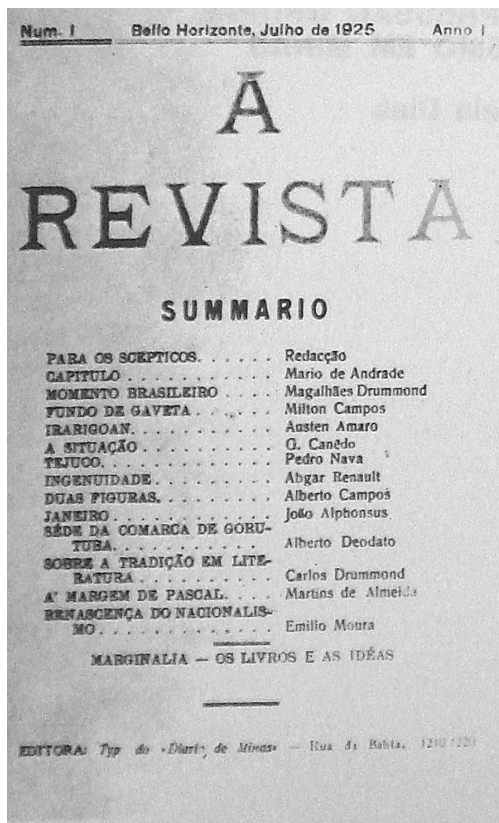 Num. I Bello Horizonte, Julho de 1925 Anno I
A
REVISTA
SUMMARIO
PARA OS SCEPTICOS. . . . . . Redacção
CAPITULO . . . . . . . . . . . Mario de Andrade
MOMENTO BRASILEIRO . . . . Magalhães Drummond
FUNDO DE GAVETA . . . . . . Milton Campos
IRARIGOAN. . . . . . . . . . . Austen Amaro
A SITUAÇÃO . . . . . . . . . . G. Canêdo
TEJUCO. . . . . . . . . . . . . Pedro Nava
INGENUIDADE . . . . . . . . . Abgar Renault
DUAS FIGURAS. . . . . . . . . Alberto Campos
JANEIRO . . . . . . . . . . . . João Alphonsus
SÉDE DA COMARCA DE GORU-
TUBA. . . . . . . . . . . Alberto Deodato
SOBRE A TRADIÇÃO EM LITE-
RATURA . . . . . . . . . Carlos Drummond
A' MARGEM DE PASCAL. . . . Martins de Almeida
RENASCENÇA DO NACIONALIS-
MO. . . . . . . . . . . . Emilio Moura
MARGINALIA — OS LIVROS E AS IDÉAS
EDITORA: Typ do «Diario de Minas» — Rua da Bahia, 1210